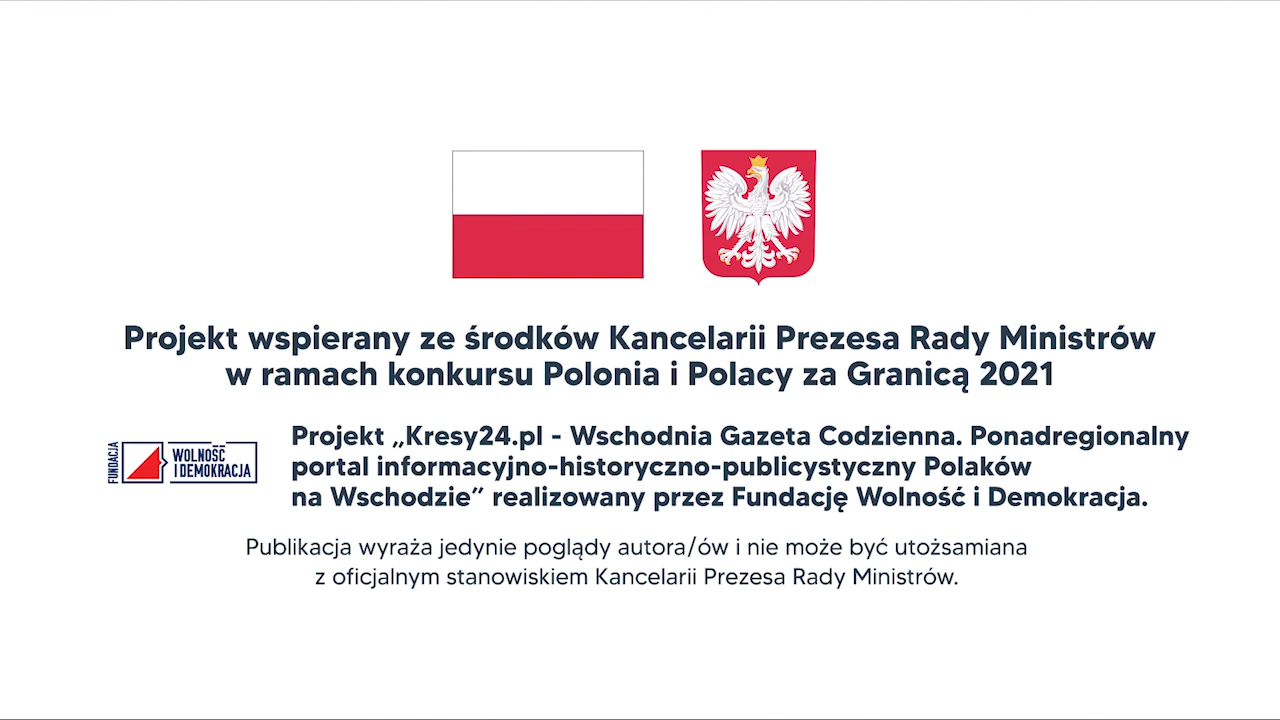 Projekt wspierany ze środków Kancelarii Prezesa Rady Ministrów
w ramach konkursu Polonia i Polacy za Granicą 2021
FUNDACJA
WOLNOŚĆ
I DEMOKRACJA
Projekt „Kresy24.pl - Wschodnia Gazeta Codzienna. Ponadregionalny
portal informacyjno-historyczno-publicystyczny Polaków
na Wschodzie” realizowany przez Fundację Wolność i Demokracja.
Publikacja wyraża jedynie poglądy autora/ów i nie może być utożsamiana
z oficjalnym stanowiskiem Kancelarii Prezesa Rady Ministrów.